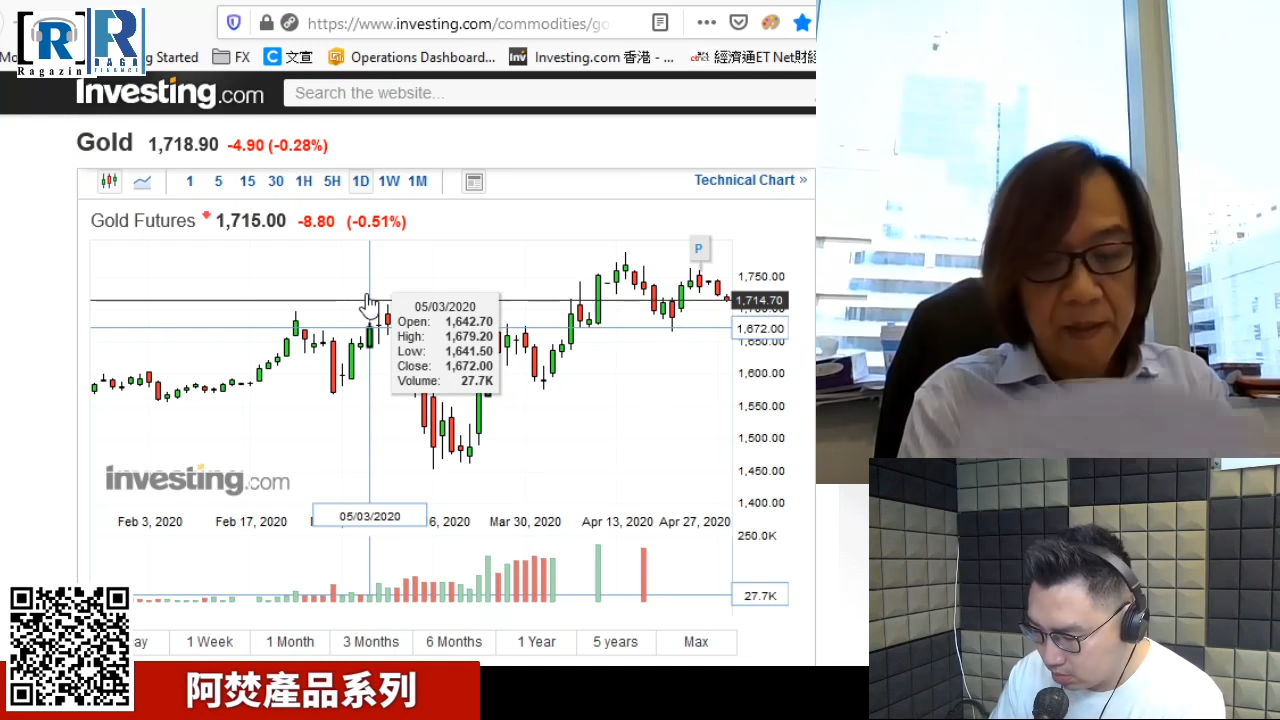 [R] R
Ragazin RAGA
FINANCE
https://www.investing.com/commodities/go
ng Started FX 文宣 Operations Dashboard... Investing.com 香港 - ... 經濟通ET Net財經
Investing.com Search the website...
Gold 1,718.90 -4.90 (-0.28%)
1 5 15 30 1H 5H 1D 1W 1M Technical Chart »
Gold Futures 1,715.00 -8.80 (-0.51%)
P
1,750.00
1,714.70
1,700.00
1,672.00
1,650.00
1,600.00
1,550.00
1,500.00
1,450.00
1,400.00
05/03/2020
Open: 1,642.70
High: 1,679.20
Low: 1,641.50
Close: 1,672.00
Volume: 27.7K
Investing.com
Feb 3, 2020 Feb 17, 2020 05/03/2020 6, 2020 Mar 30, 2020 Apr 13, 2020 Apr 27, 2020
250.0K
27.7K
ay 1 Week 1 Month 3 Months 6 Months 1 Year 5 years Max
阿焚產品系列